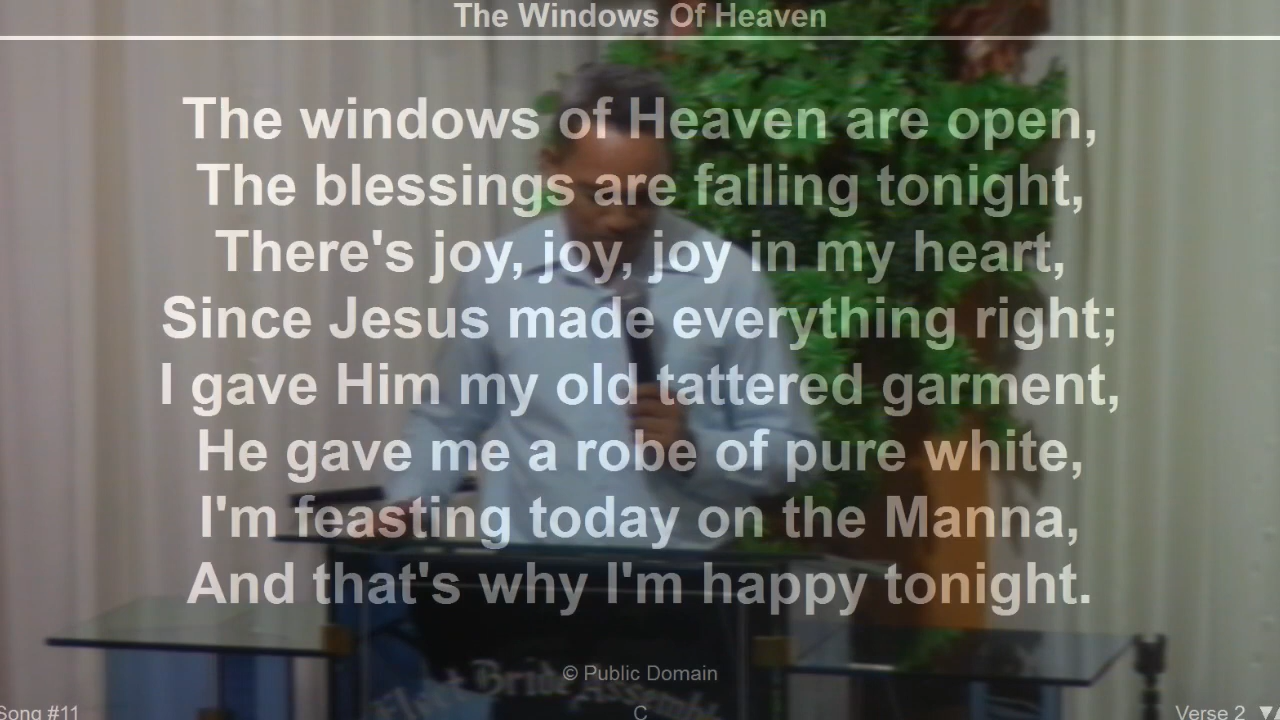 The Windows Of Heaven
The windows of Heaven are open,
The blessings are falling tonight,
There's joy, joy, joy in my heart,
Since Jesus made everything right;
I gave Him my old tattered garment,
He gave me a robe of pure white,
I'm feasting today on the Manna,
And that's why I'm happy tonight.
© Public Domain
Bride
Song #11
C
Verse 2 ▼